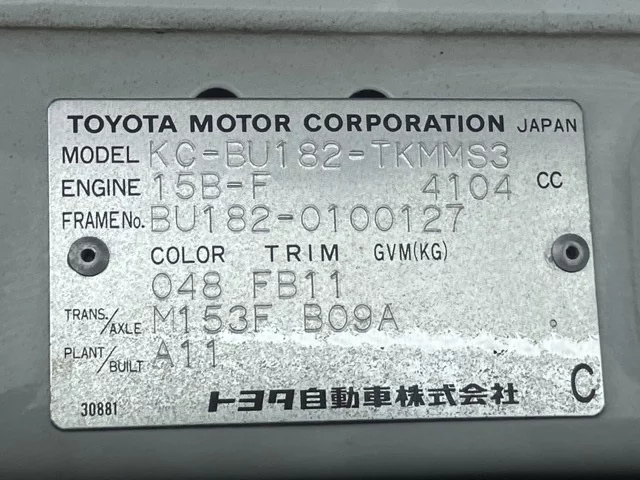 TOYOTA MOTOR CORPORATION JAPAN
MODEL KC-BU182-TKMMS3
ENGINE 15B-F 4104 CC
FRAME No. BU182-0100127
COLOR TRIM GVM(KG)
048 FB11
TRANS./AXLE M153F B09A
PLANT/BUILT A11
30881 トヨタ自動車株式会社 C